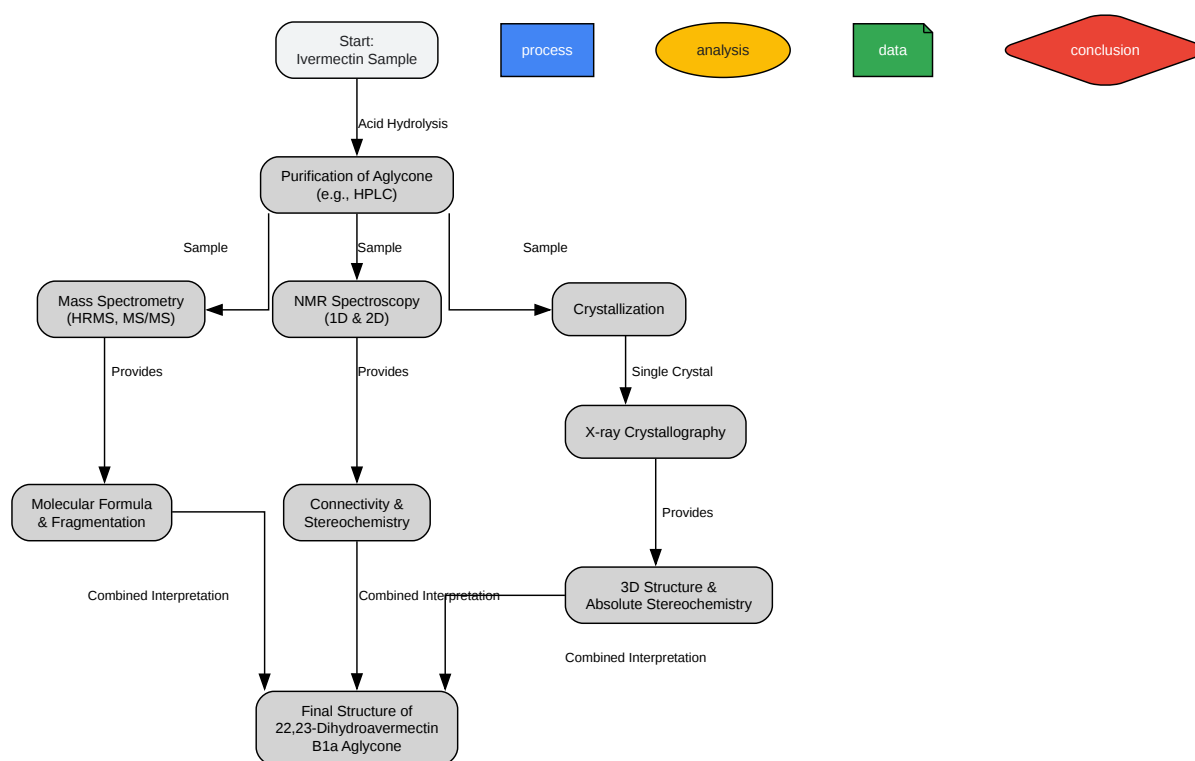 Start:
Ivermectin Sample
process
analysis
data
conclusion
Acid Hydrolysis
Purification of Aglycone
(e.g., HPLC)
Sample
Sample
Sample
Mass Spectrometry
(HRMS, MS/MS)
NMR Spectroscopy
(1D & 2D)
Crystallization
Provides
Provides
Single Crystal
X-ray Crystallography
Molecular Formula
& Fragmentation
Connectivity &
Stereochemistry
Provides
3D Structure &
Absolute Stereochemistry
Combined Interpretation
Combined Interpretation
Combined Interpretation
Final Structure of
22,23-Dihydroavermectin
B1a Aglycone